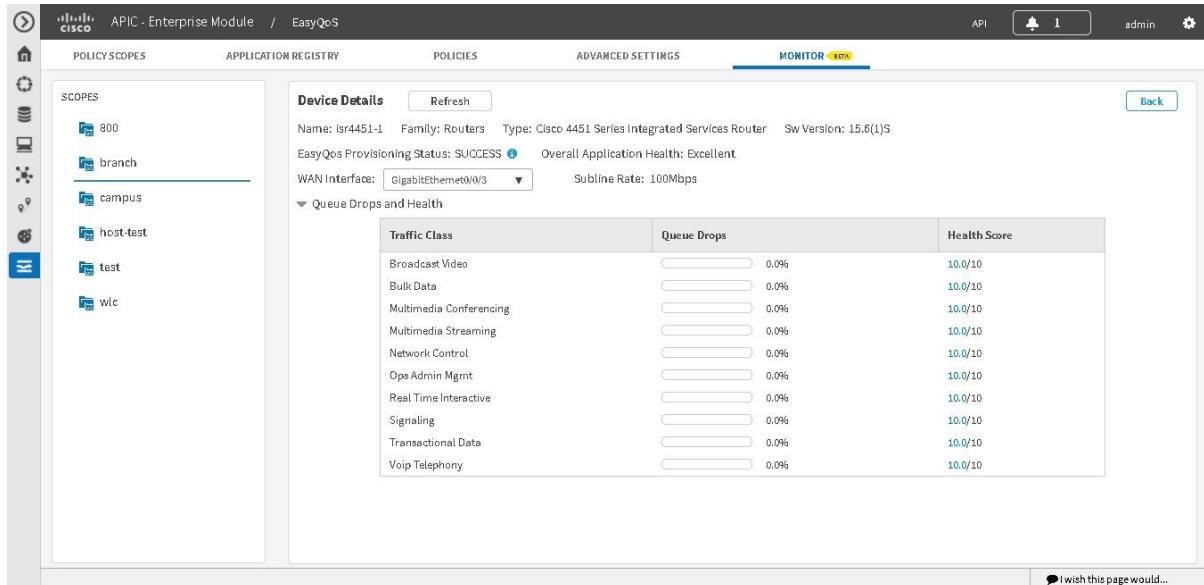 cisco APIC - Enterprise Module / EasyQoS API 1 admin
POLICY SCOPES APPLICATION REGISTRY POLICIES ADVANCED SETTINGS MONITOR BETA
SCOPES
800
branch
campus
host-test
test
wlc
Device Details Refresh Back
Name: isr4451-1 Family: Routers Type: Cisco 4451 Series Integrated Services Router Sw Version: 15.6(1)S
EasyQos Provisioning Status: SUCCESS Overall Application Health: Excellent
WAN Interface: GigabitEthernet0/0/3 Subline Rate: 100Mbps
Queue Drops and Health
Traffic Class Queue Drops Health Score
Broadcast Video 0.0% 10.0/10
Bulk Data 0.0% 10.0/10
Multimedia Conferencing 0.0% 10.0/10
Multimedia Streaming 0.0% 10.0/10
Network Control 0.0% 10.0/10
Ops Admin Mgmt 0.0% 10.0/10
Real Time Interactive 0.0% 10.0/10
Signaling 0.0% 10.0/10
Transactional Data 0.0% 10.0/10
Voip Telephony 0.0% 10.0/10
I wish this page would...